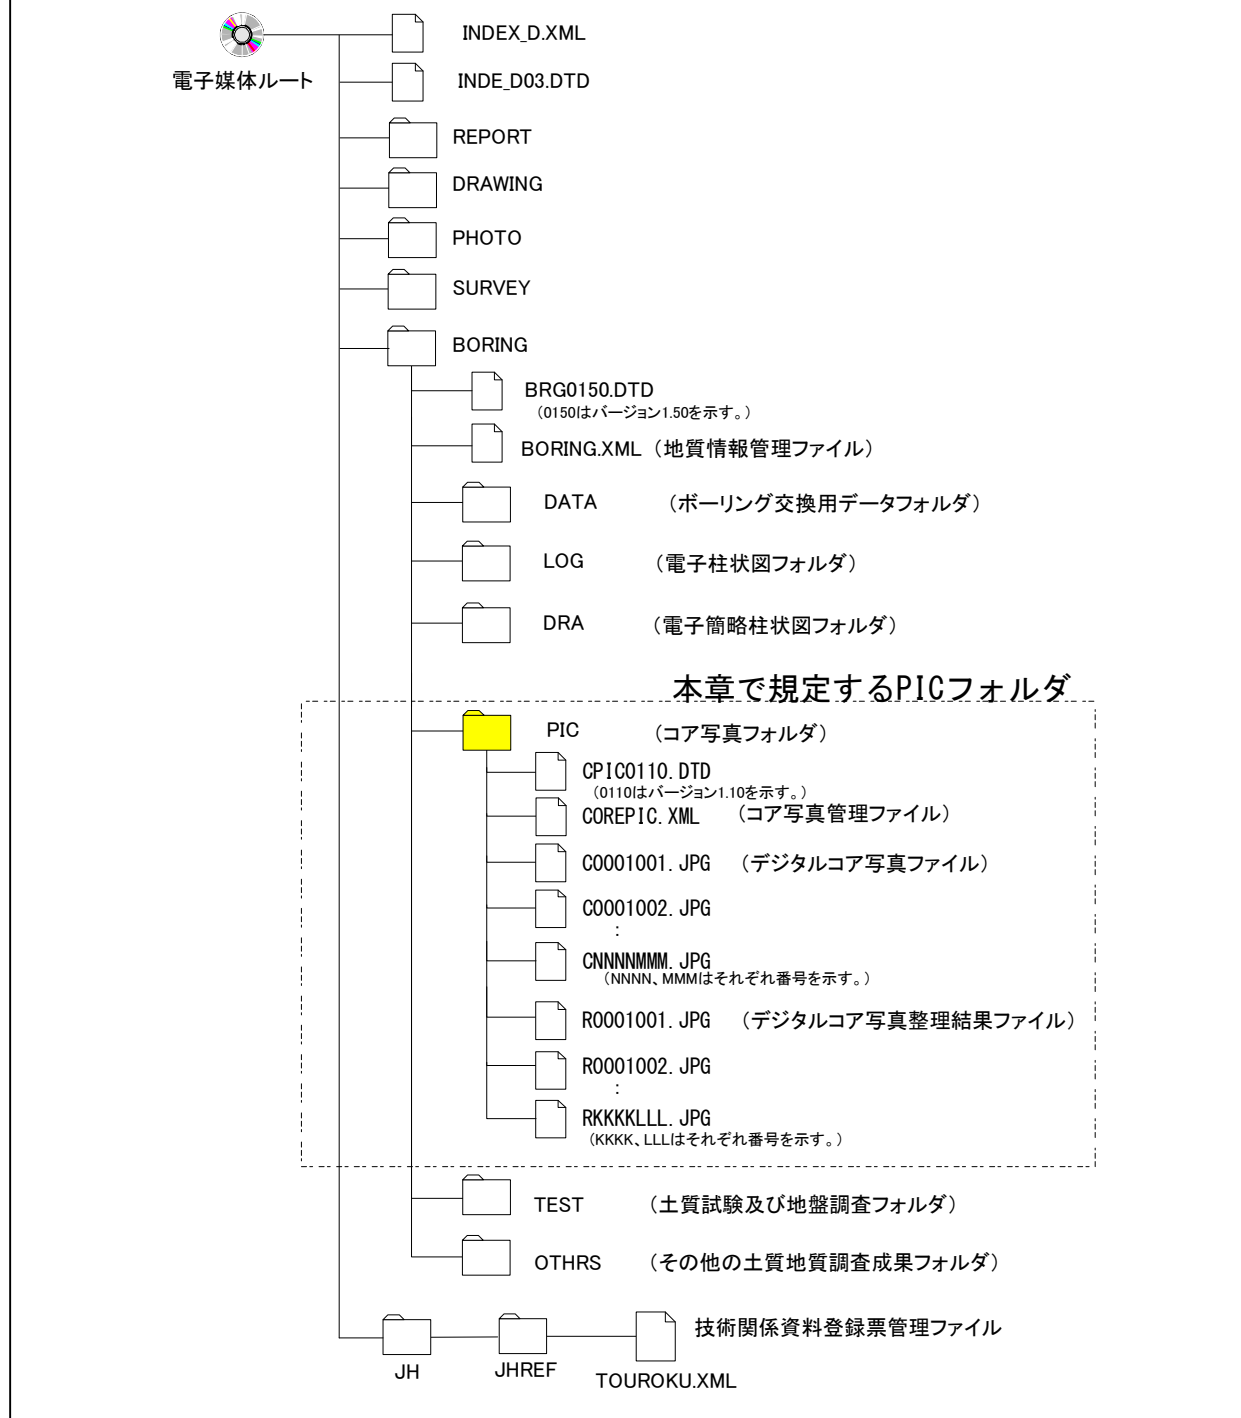 INDEX_D.XML
電子媒体ルート
INDE_D03.DTD
REPORT
DRAWING
PHOTO
SURVEY
BORING
BRG0150.DTD
（0150はバージョン1.50を示す。）
BORING.XML （地質情報管理ファイル）
DATA （ボーリング交換用データフォルダ）
LOG （電子柱状図フォルダ）
DRA （電子簡略柱状図フォルダ）
本章で規定するPICフォルダ
PIC （コア写真フォルダ）
CPIC0110.DTD
（0110はバージョン1.10を示す。）
COREPIC.XML （コア写真管理ファイル）
C0001001.JPG （デジタルコア写真ファイル）
C0001002.JPG
：
CNNNNMMM.JPG
（NNNN、MMMはそれぞれ番号を示す。）
R0001001.JPG （デジタルコア写真整理結果ファイル）
R0001002.JPG
：
RKKKKLLL.JPG
（KKKK、LLLはそれぞれ番号を示す。）
TEST （土質試験及び地盤調査フォルダ）
OTHRS （その他の土質地質調査成果フォルダ）
技術関係資料登録票管理ファイル
JH
JHREF
TOUROKU.XML